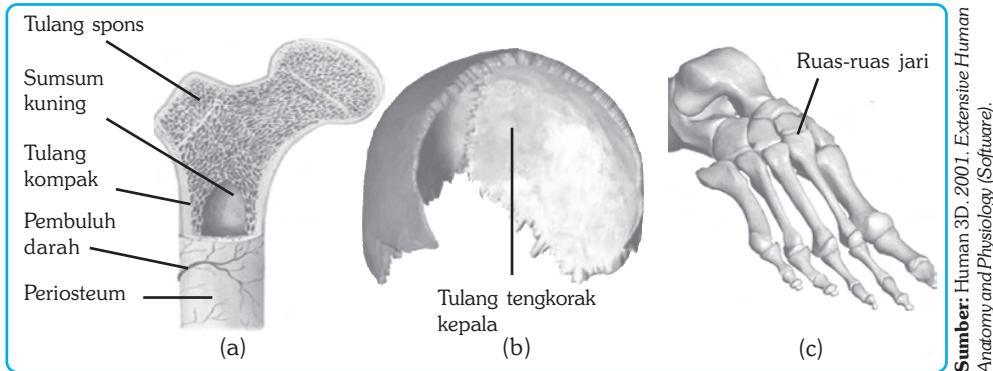 Tulang spons
Sumsum
kuning
Tulang
kompak
Pembuluh
darah
Periosteum
(a)
Tulang tengkorak
kepala
(b)
Ruas-ruas jari
(c)
Sumber: Human 3D. 2001. Extensive Human
Anatomy and Physiology (Software).